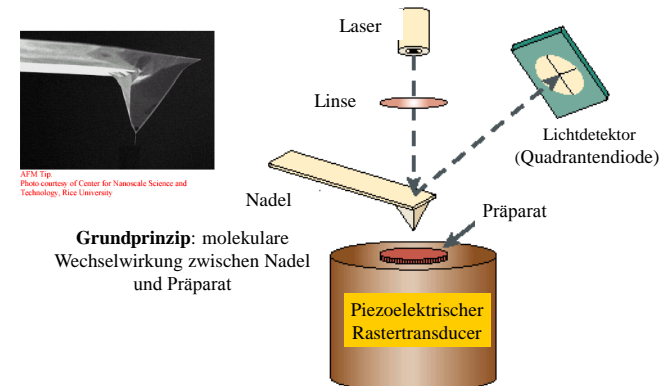 Laser
Linse
Lichtdetektor
(Quadrantendiode)
AFM Tip.
Photo courtesy of Center for Nanoscale Science and
Technology, Rice University
Nadel
Präparat
Grundprinzip: molekulare
Wechselwirkung zwischen Nadel
und Präparat
Piezoelektrischer
Rastertransducer